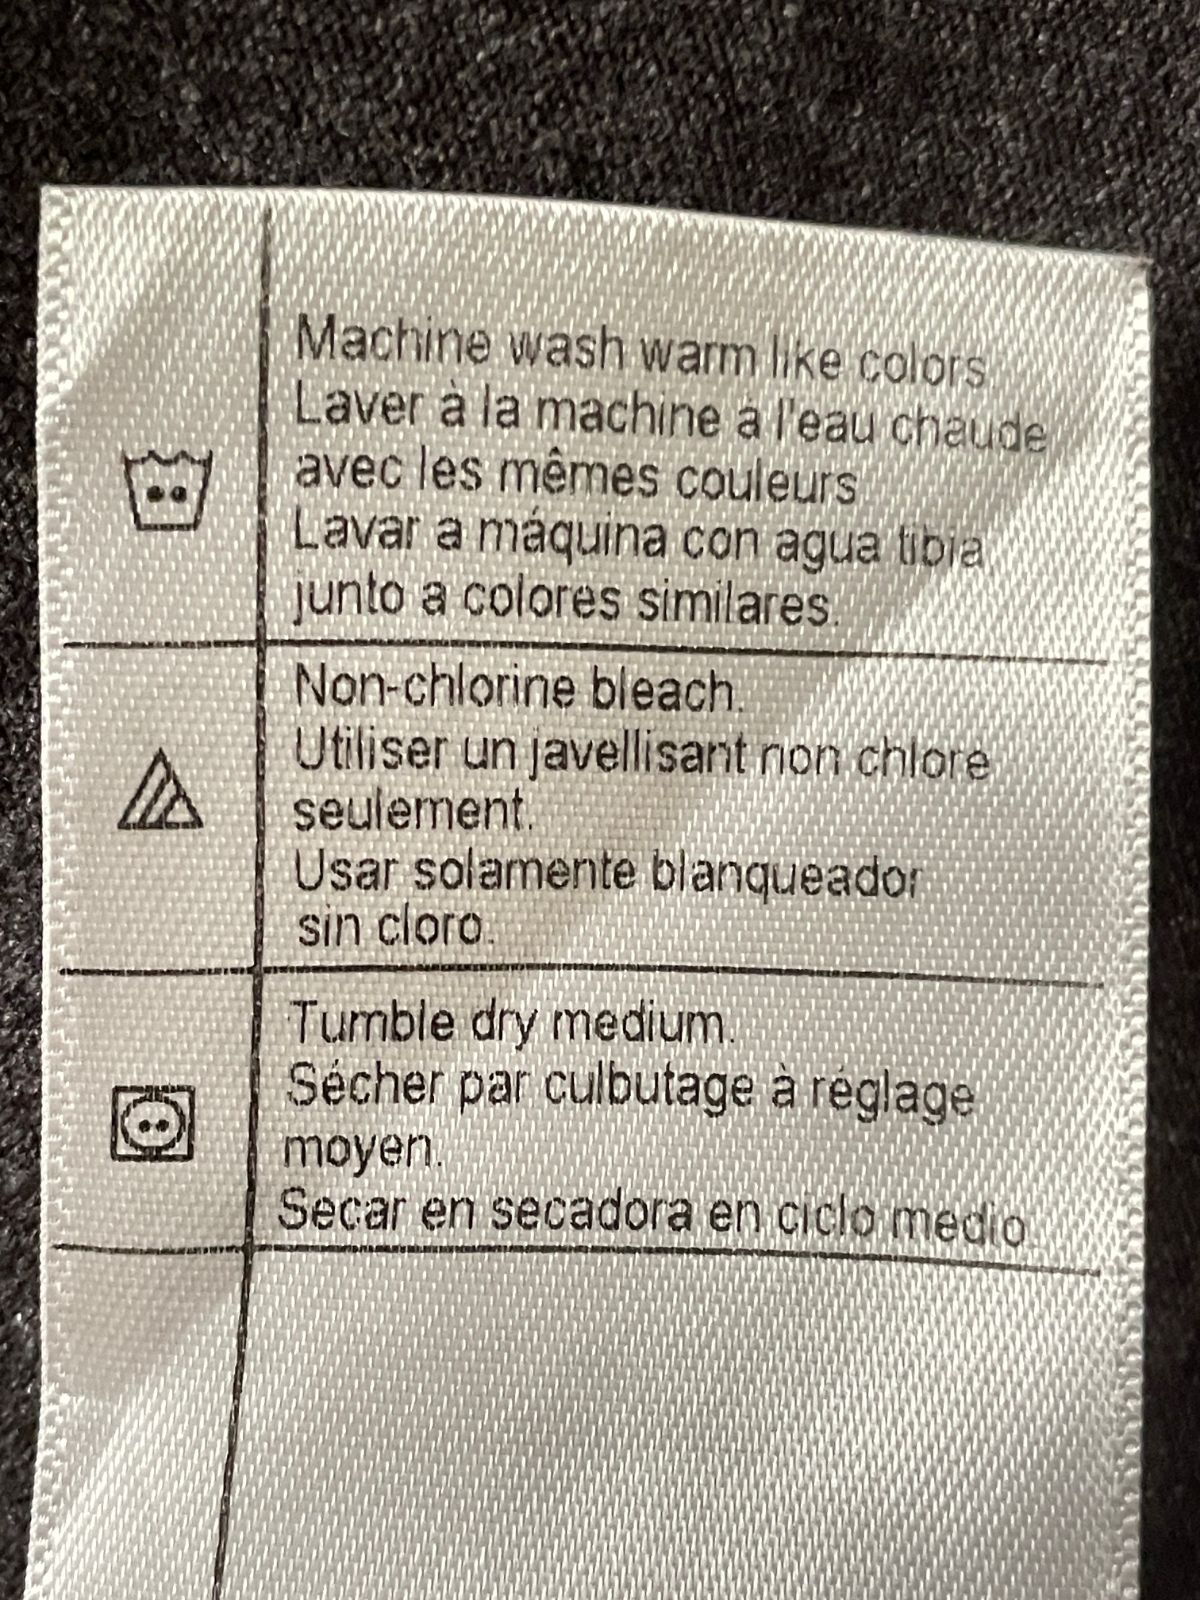 Machine wash warm like colors.
Laver à la machine à l'eau chaude
avec les mêmes couleurs
Lavar a máquina con agua tibia
junto a colores similares.
Non-chlorine bleach.
Utiliser un javellisant non chlore
seulement.
Usar solamente blanqueador
sin cloro.
Tumble dry medium.
Sécher par culbutage à réglage
moyen.
Secar en secadora en ciclo medio